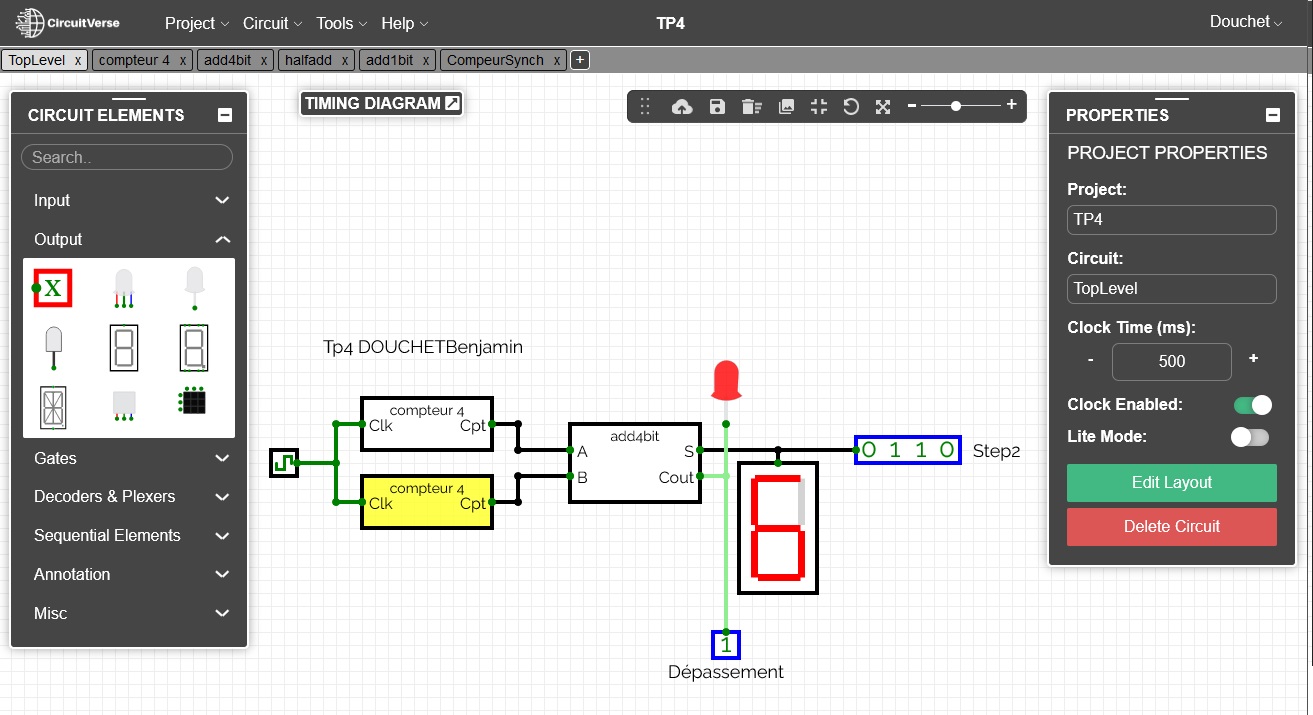 CircuitVerse Project Circuit Tools Help TP4 Douchet
TopLevel x compteur 4 x add4bit x halfadd x add1bit x CompeurSynch x +
CIRCUIT ELEMENTS
Search..
Input
Output
X
Gates
Decoders & Plexers
Sequential Elements
Annotation
Misc
TIMING DIAGRAM
- +
Tp4 DOUCHETBenjamin
compteur 4
Clk Cpt
compteur 4
Clk Cpt
add4bit
A S
B Cout
0 1 1 0 Step2
6
1
Dépassement
PROPERTIES
PROJECT PROPERTIES
Project:
TP4
Circuit:
TopLevel
Clock Time (ms):
- 500 +
Clock Enabled:
Lite Mode:
Edit Layout
Delete Circuit